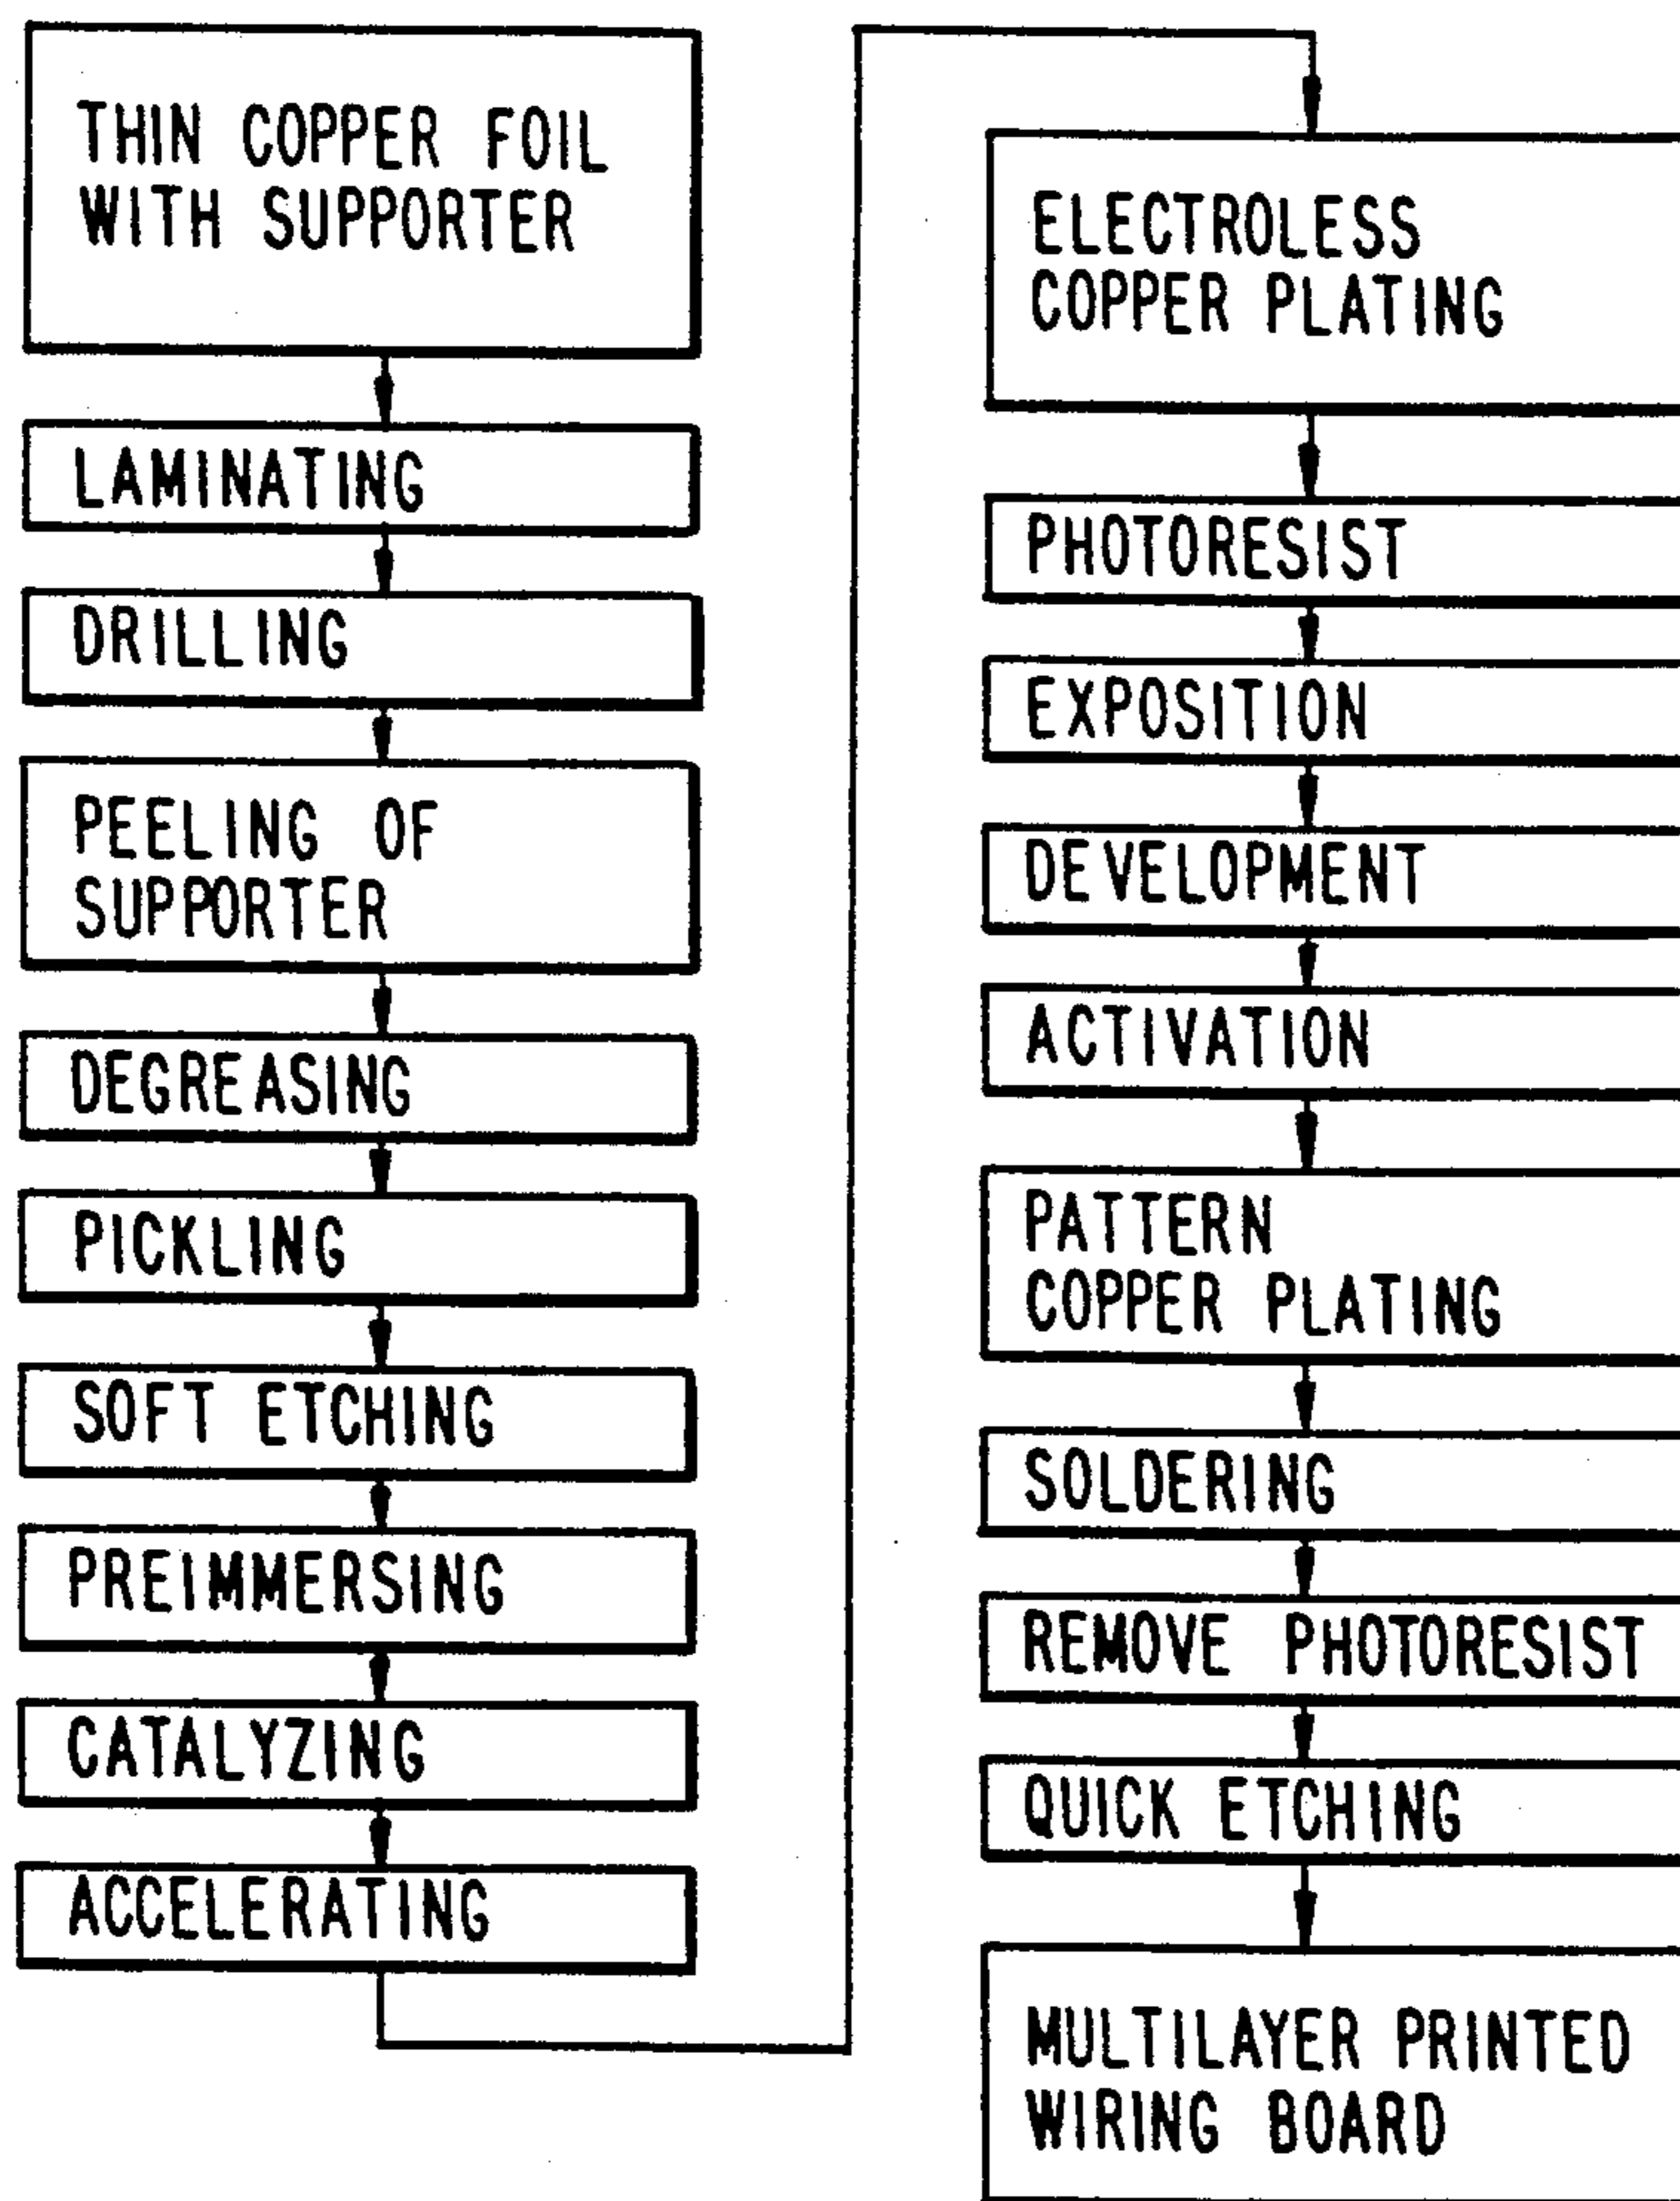 THIN COPPER FOIL
WITH SUPPORTER
LAMINATING
DRILLING
PEELING OF
SUPPORTER
DEGREASING
PICKLING
SOFT ETCHING
PREIMMERSING
CATALYZING
ACCELERATING
ELECTROLESS
COPPER PLATING
PHOTORESIST
EXPOSITION
DEVELOPMENT
ACTIVATION
PATTERN
COPPER PLATING
SOLDERING
REMOVE PHOTORESIST
QUICK ETCHING
MULTILAYER PRINTED
WIRING BOARD